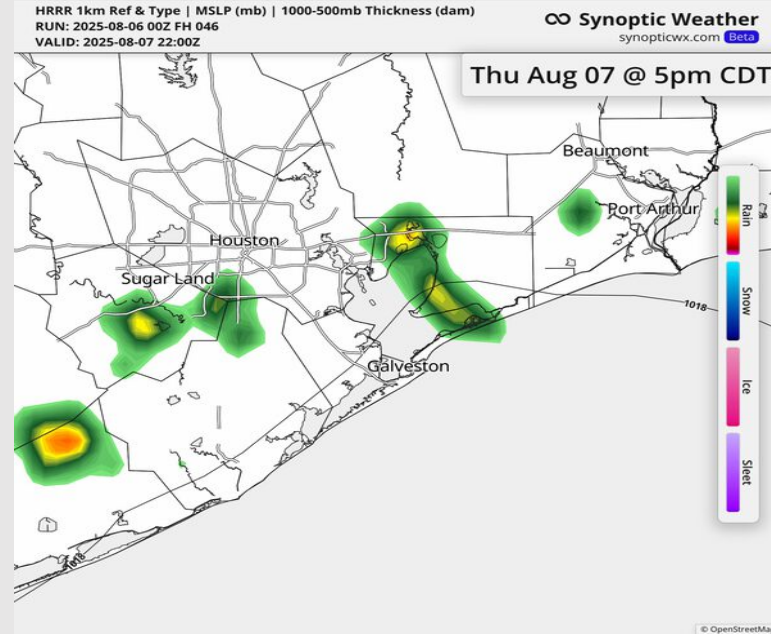 HRRR 1km Ref & Type | MSLP (mb) | 1000-500mb Thickness (dam)
RUN: 2025-08-06 00Z FH 046
VALID: 2025-08-07 22:00Z
Synoptic Weather
synopticwx.com Beta
Thu Aug 07 @ 5pm CDT
Beaumont
Port Arthur
Houston
Sugar Land
Galveston
1018
1018
Rain
Snow
Ice
Sleet
© OpenStreetMa